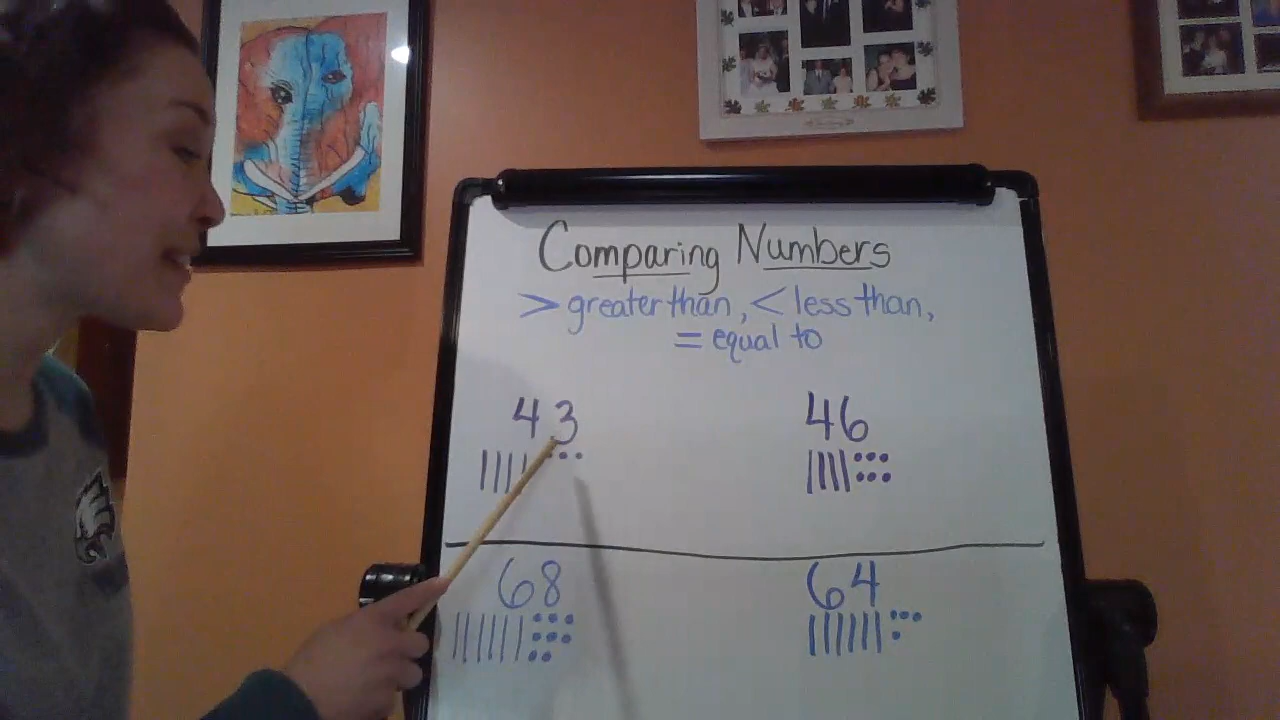 Comparing Numbers
> greater than, < less than,
= equal to
43 46
68 64